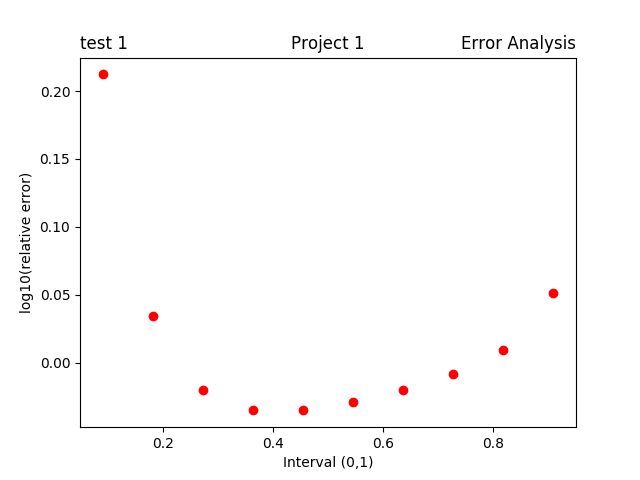 test 1 Project 1 Error Analysis
log10(relative error)
0.20
0.15
0.10
0.05
0.00
0.2 0.4 0.6 0.8
Interval (0,1)